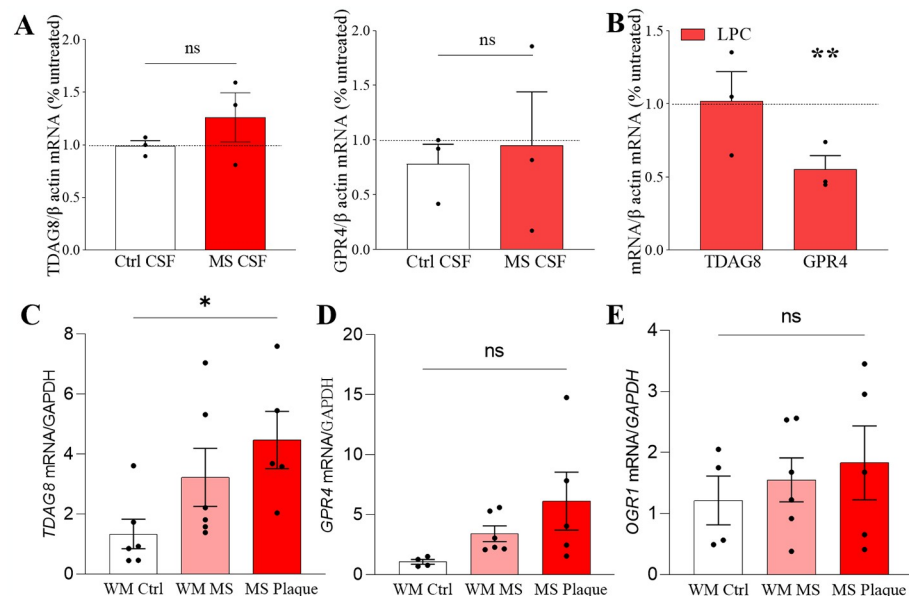 A
TDAG8/β actin mRNA (% untreated)
2.0
1.5
1.0
0.5
0.0
ns
Ctrl CSF
MS CSF
GPR4/β actin mRNA (% untreated)
2.0
1.5
1.0
0.5
0.0
ns
Ctrl CSF
MS CSF
B
mRNA/β actin mRNA (% untreated)
1.5
1.0
0.5
0.0
LPC
**
TDAG8
GPR4
C
TDAG8 mRNA/GAPDH
8
6
4
2
0
*
WM Ctrl
WM MS
MS Plaque
D
GPR4 mRNA/GAPDH
20
15
10
5
0
ns
WM Ctrl
WM MS
MS Plaque
E
OGR1 mRNA/GAPDH
4
3
2
1
0
ns
WM Ctrl
WM MS
MS Plaque